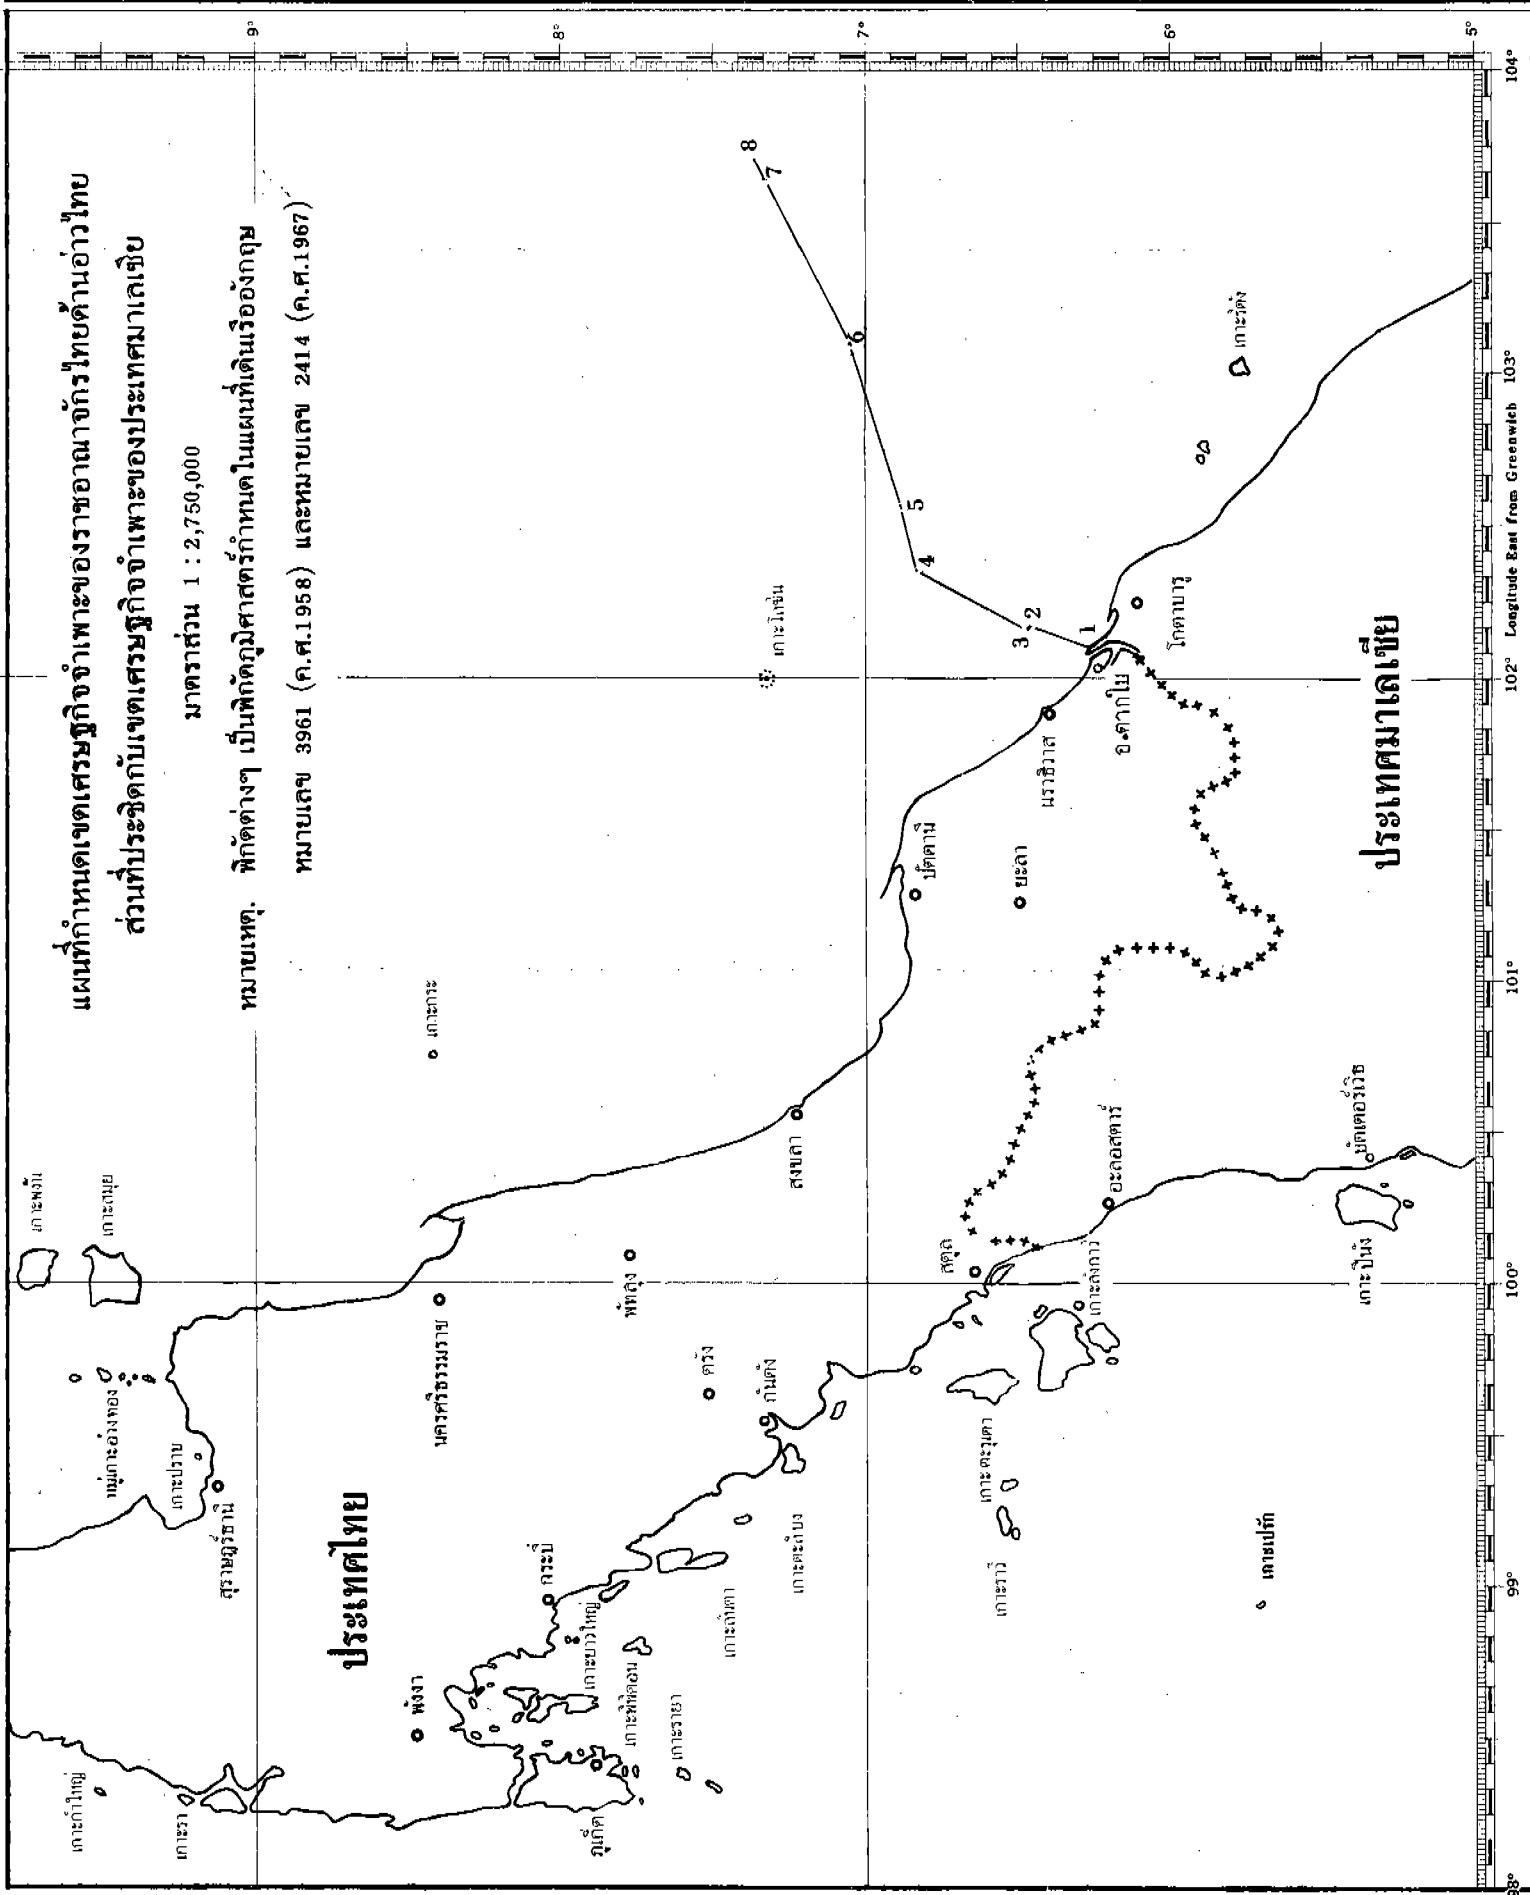 แผนที่กำหนดเขตเศรษฐกิจจำเพาะของราชอาณาจักรไทยด้านอ่าวไทย
ส่วนที่ประชิดกับเขตเศรษฐกิจจำเพาะของประเทศมาเลเซีย
มาตราส่วน 1 : 2,750,000
หมายเหตุ. พิกัดต่างๆ เป็นพิกัดภูมิศาสตร์กำหนดในแผนที่เดินเรืออังกฤษ
หมายเลข 3961 (ค.ศ.1958) และหมายเลข 2414 (ค.ศ.1967)
เกาะพงัน
เกาะสมุย
หมู่เกาะอ่างทอง
เกาะปราบ
สุราษฎร์ธานี
เกาะกำใหญ่
เกาะรา
ประเทศไทย
พังงา
นครศรีธรรมราช
เกาะกระ
กระบี่
เกาะยาวใหญ่
ภูเก็ต
เกาะพีพีดอน
เกาะราชา
เกาะลันตา
พัทลุง
ตรัง
กันตัง
เกาะตะลิบง
สงขลา
เกาะโลซิน
ปัตตานี
ยะลา
นราธิวาส
อ.ตากใบ
โกตาบารู
สตูล
เกาะตะรุเตา
เกาะราวี
เกาะลังกาวี
อะลอสตาร์
เกาะเปรัก
เกาะปีนัง
บัตเตอร์เวิธ
เกาะเรดัง
ประเทศมาเลเซีย
1
2
3
4
5
6
7
8
9°
8°
7°
6°
5°
98°
99°
100°
101°
102°
103°
104°
Longitude East from Greenwich